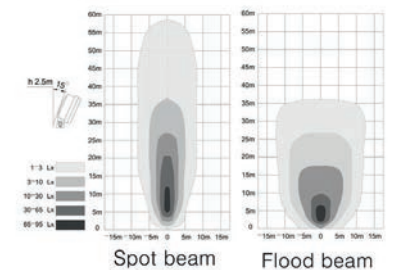 60m 60m
55m 55m
50m 50m
45m 45m
h 2.5m 15° 40m 40m
35m 35m
30m 30m
25m 25m
1~3 Lx 20m 20m
3~10 Lx 15m 15m
10~30 Lx 10m 10m
30~65 Lx 5m 5m
65~95 Lx 0 0
-15m -10m -5m 0 5m 10m 15m -15m -10m -5m 0 5m 10m 15m
Spot beam Flood beam